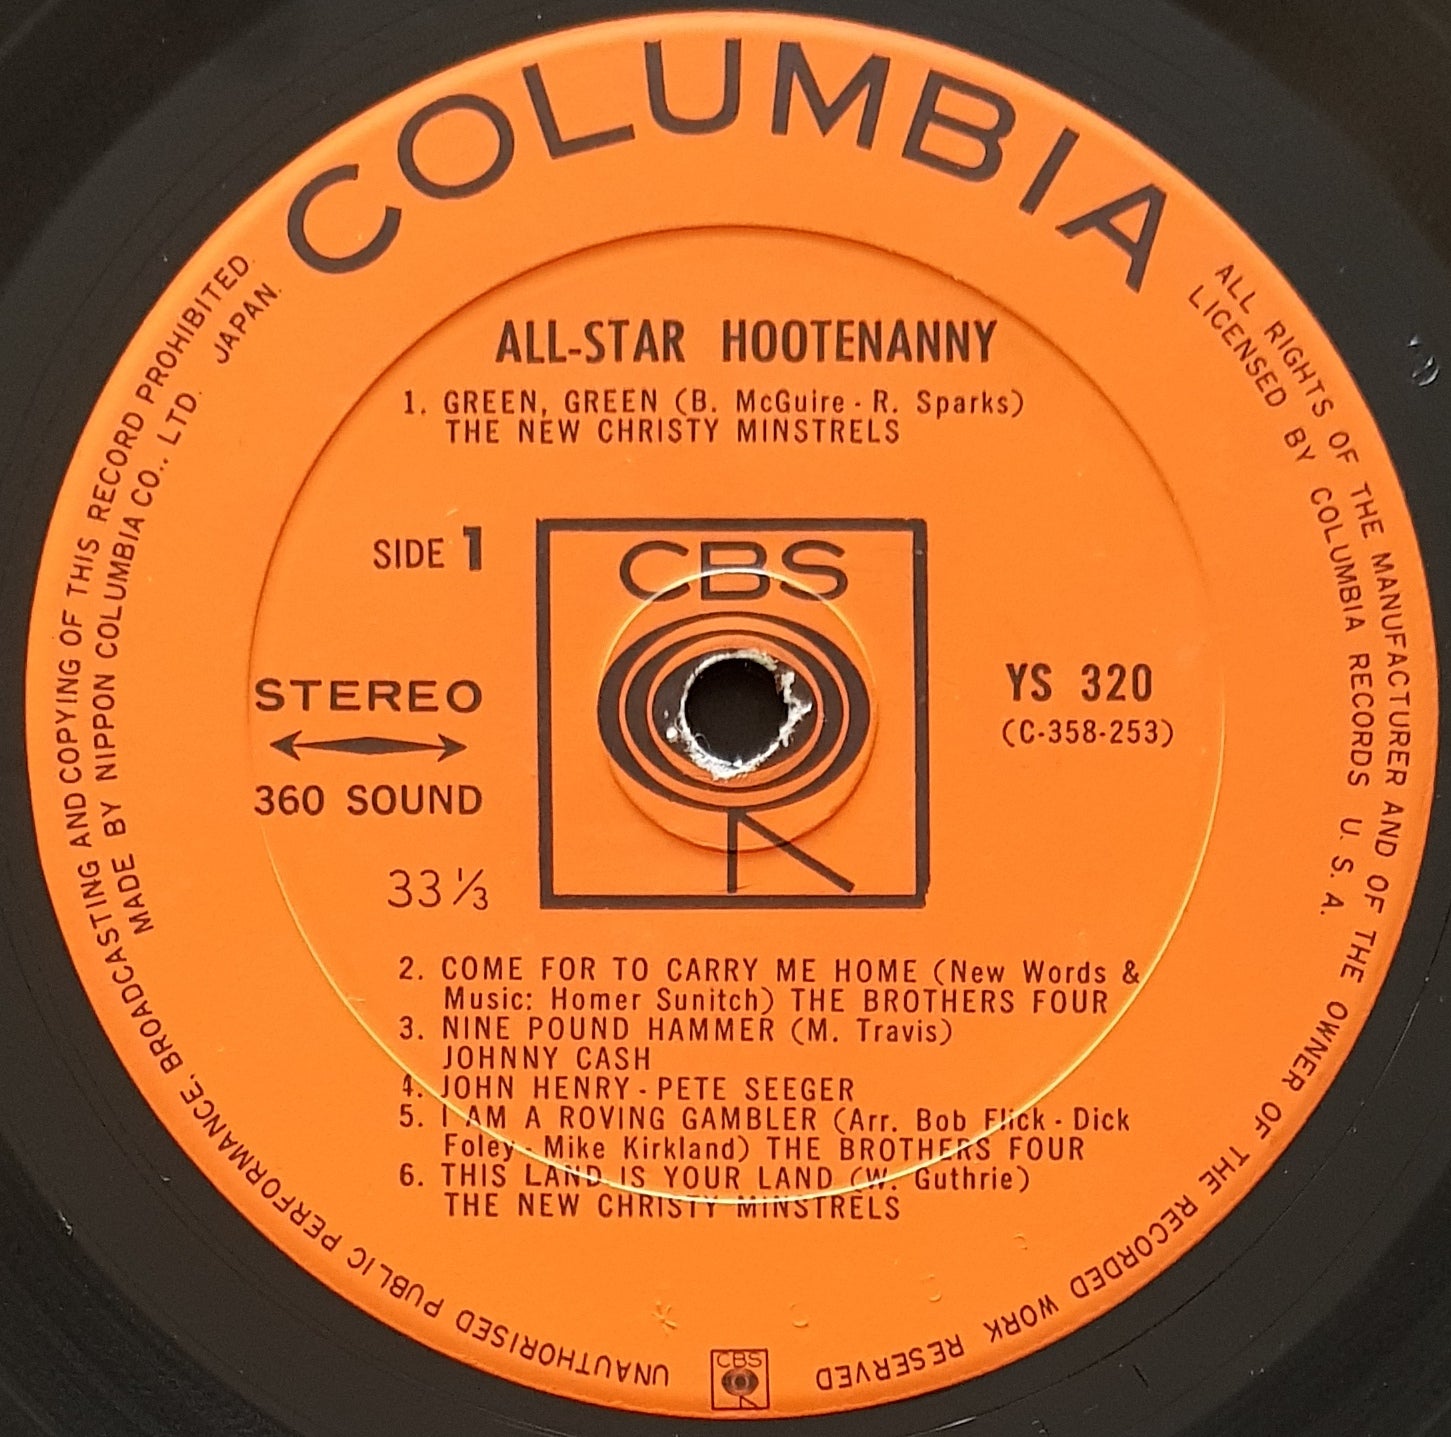 COLUMBIA
ALL-STAR HOOTENANNY
1. GREEN, GREEN (B. McGuire - R. Sparks)
THE NEW CHRISTY MINSTRELS
SIDE 1
CBS
STEREO
360 SOUND
33 1/3
YS 320
(C-358-253)
2. COME FOR TO CARRY ME HOME (New Words &
Music: Homer Sunitch) THE BROTHERS FOUR
3. NINE POUND HAMMER (M. Travis)
JOHNNY CASH
4. JOHN HENRY - PETE SEEGER
5. I AM A ROVING GAMBLER (Arr. Bob Flick - Dick
Foley - Mike Kirkland) THE BROTHERS FOUR
6. THIS LAND IS YOUR LAND (W. Guthrie)
THE NEW CHRISTY MINSTRELS
ALL RIGHTS OF THE MANUFACTURER AND OF THE OWNER OF THE RECORDED WORK RESERVED
LICENSED BY COLUMBIA RECORDS U. S. A.
UNAUTHORISED PUBLIC PERFORMANCE, BROADCASTING AND COPYING OF THIS RECORD PROHIBITED
MADE BY NIPPON COLUMBIA CO., LTD. JAPAN.
CBS